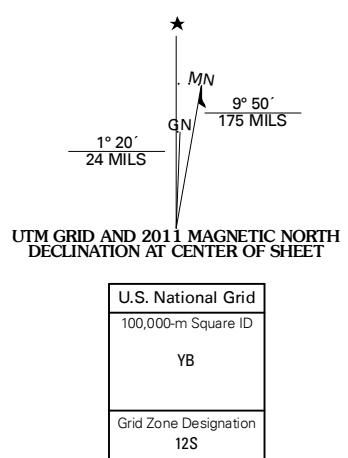 ★
MN
9° 50´
GN
175 MILS
1° 20´
24 MILS
UTM GRID AND 2011 MAGNETIC NORTH
DECLINATION AT CENTER OF SHEET
U.S. National Grid
100,000-m Square ID
YB
Grid Zone Designation
12S